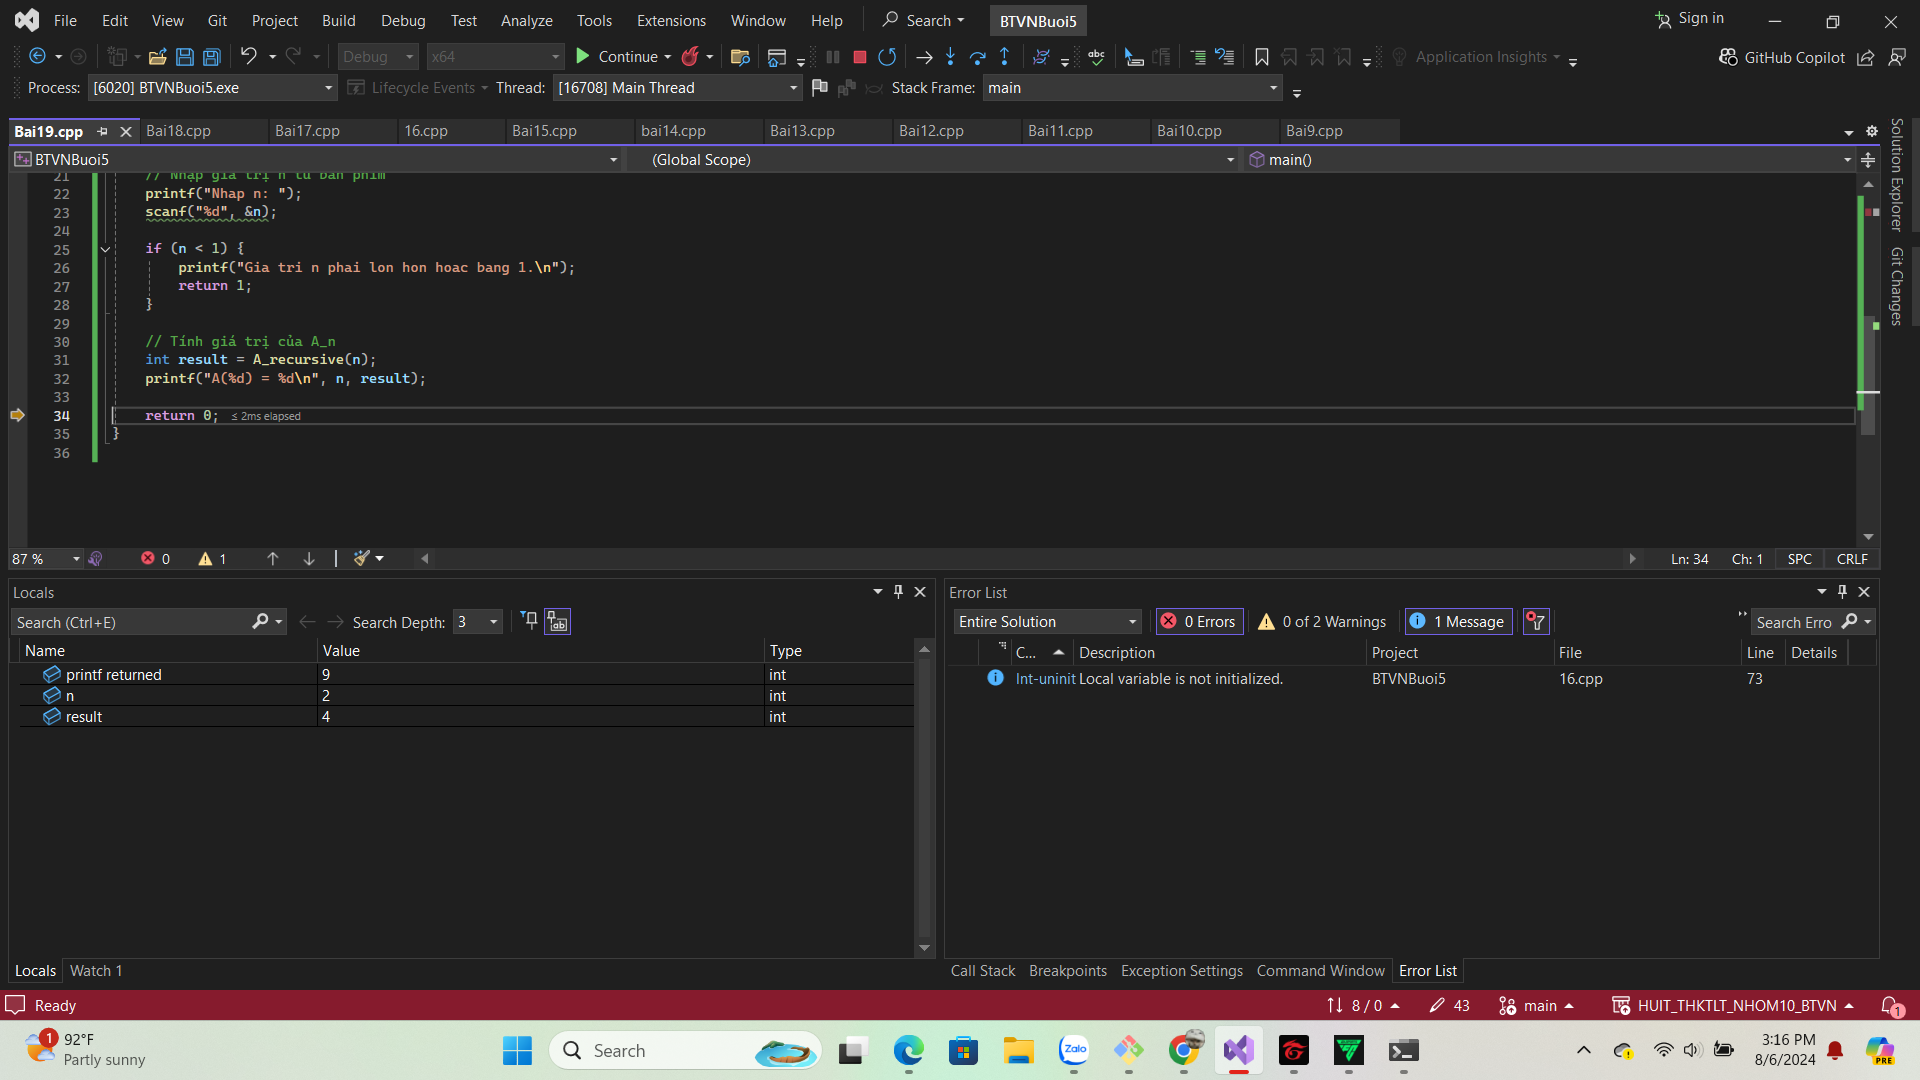 File Edit View Git Project Build Debug Test Analyze Tools Extensions Window Help Search BTVNBuoi5 Sign in
Debug x64 Continue Application Insights GitHub Copilot
Process: [6020] BTVNBuoi5.exe Lifecycle Events Thread: [16708] Main Thread Stack Frame: main
Bai19.cpp Bai18.cpp Bai17.cpp 16.cpp Bai15.cpp bai14.cpp Bai13.cpp Bai12.cpp Bai11.cpp Bai10.cpp Bai9.cpp
BTVNBuoi5 (Global Scope) main()
21 // Nhập giá trị n từ bàn phím
22 printf("Nhap n: ");
23 scanf("%d", &n);
24
25 if (n < 1) {
26 printf("Gia tri n phai lon hon hoac bang 1.\n");
27 return 1;
28 }
29
30 // Tính giá trị của A_n
31 int result = A_recursive(n);
32 printf("A(%d) = %d\n", n, result);
33
34 return 0; ≤ 2ms elapsed
35 }
36
Solution Explorer
Git Changes
87 % 0 1 Ln: 34 Ch: 1 SPC CRLF
Locals
Search (Ctrl+E) Search Depth: 3
Name Value Type
printf returned 9 int
n 2 int
result 4 int
Locals Watch 1
Error List
Entire Solution 0 Errors 0 of 2 Warnings 1 Message Search Erro
C... Description Project File Line Details
Int-uninit Local variable is not initialized. BTVNBuoi5 16.cpp 73
Call Stack Breakpoints Exception Settings Command Window Error List
Ready 8 / 0 43 main HUIT_THKTLT_NHOM10_BTVN 1
1 92°F
Partly sunny
Search
Zalo
PRE
3:16 PM
8/6/2024